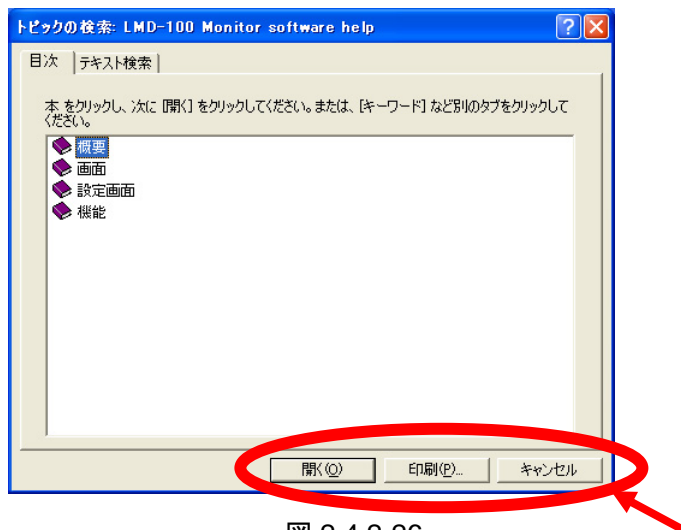 トピックの検索: LMD-100 Monitor software help
目次
テキスト検索
本 をクリックし、次に [開く] をクリックしてください。または、[キーワード] など別のタブをクリックして
ください。
概要
画面
設定画面
機能
開く(O)
印刷(P)...
キャンセル